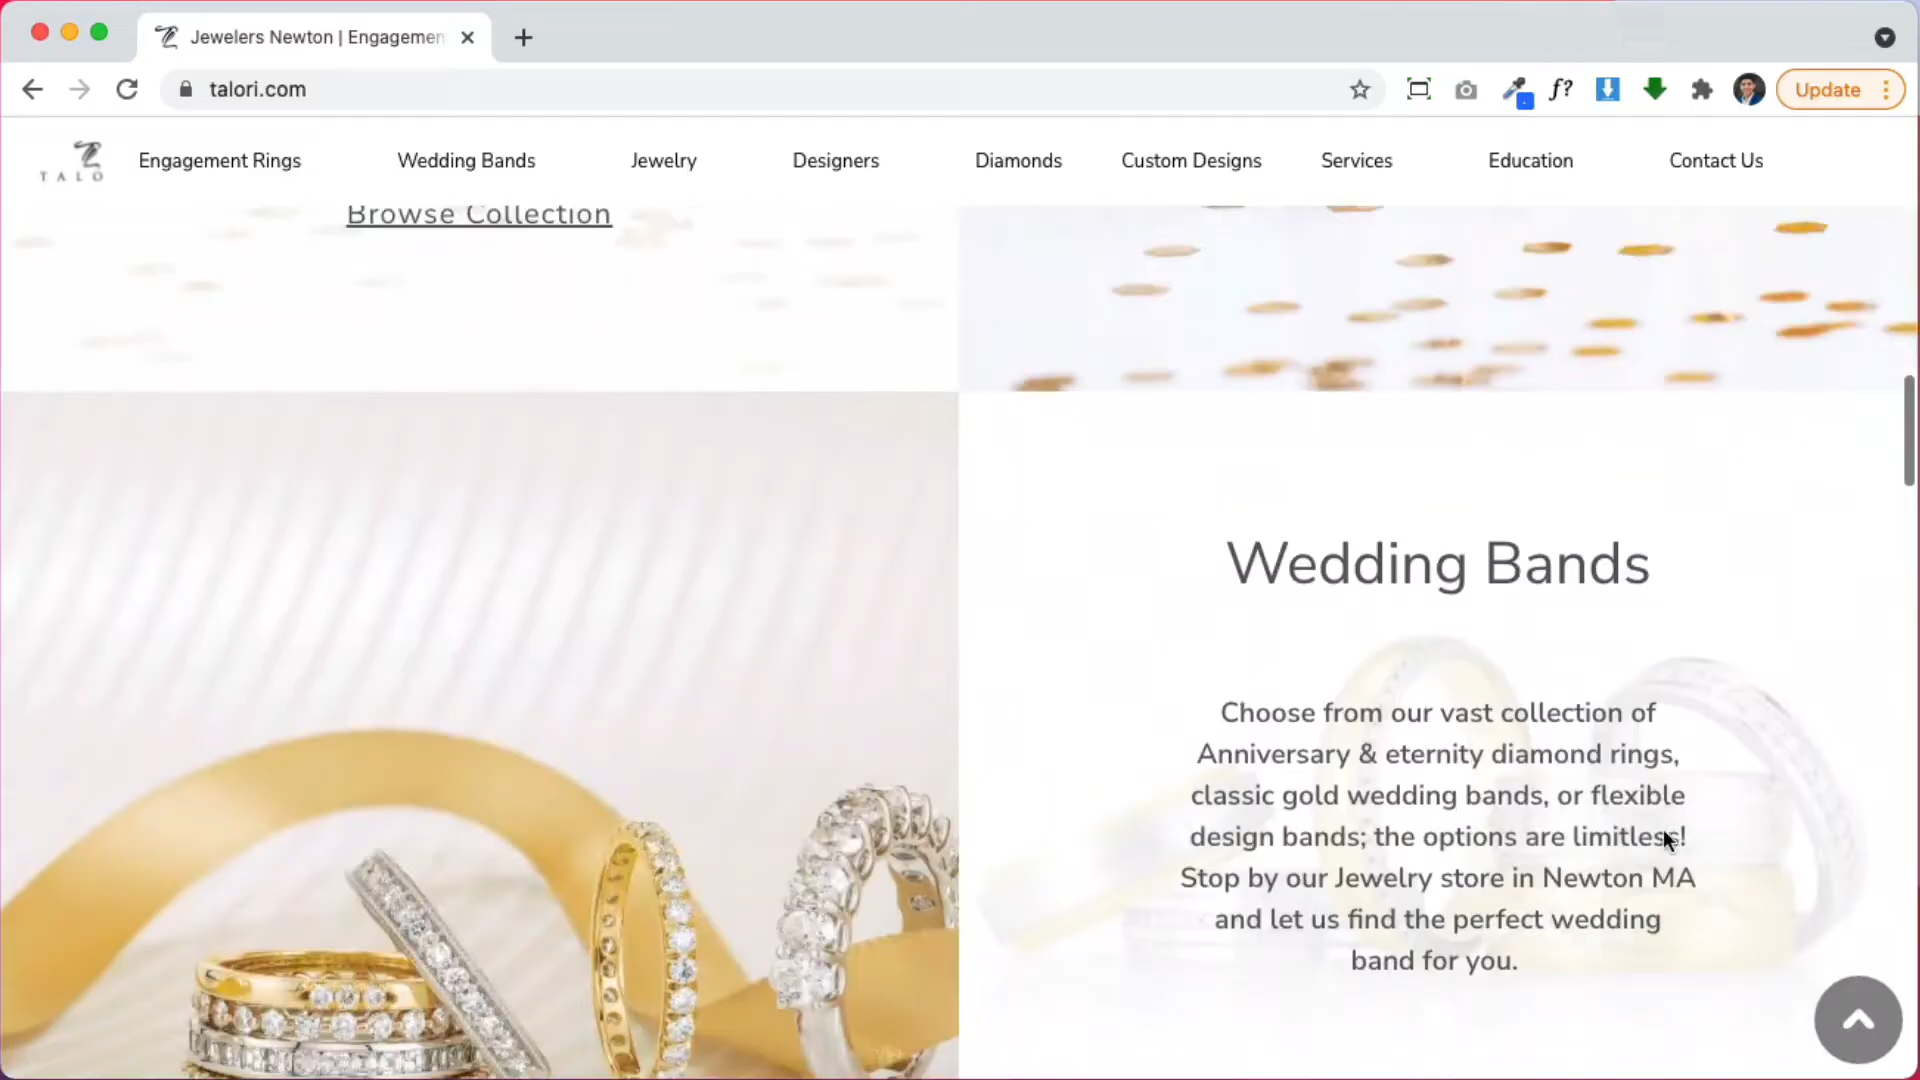 Jewelers Newton | Engagemen
talori.com
f?
Update
TALO
Engagement Rings
Wedding Bands
Jewelry
Designers
Diamonds
Custom Designs
Services
Education
Contact Us
Browse Collection
Wedding Bands
Choose from our vast collection of
Anniversary & eternity diamond rings,
classic gold wedding bands, or flexible
design bands; the options are limitless!
Stop by our Jewelry store in Newton MA
and let us find the perfect wedding
band for you.